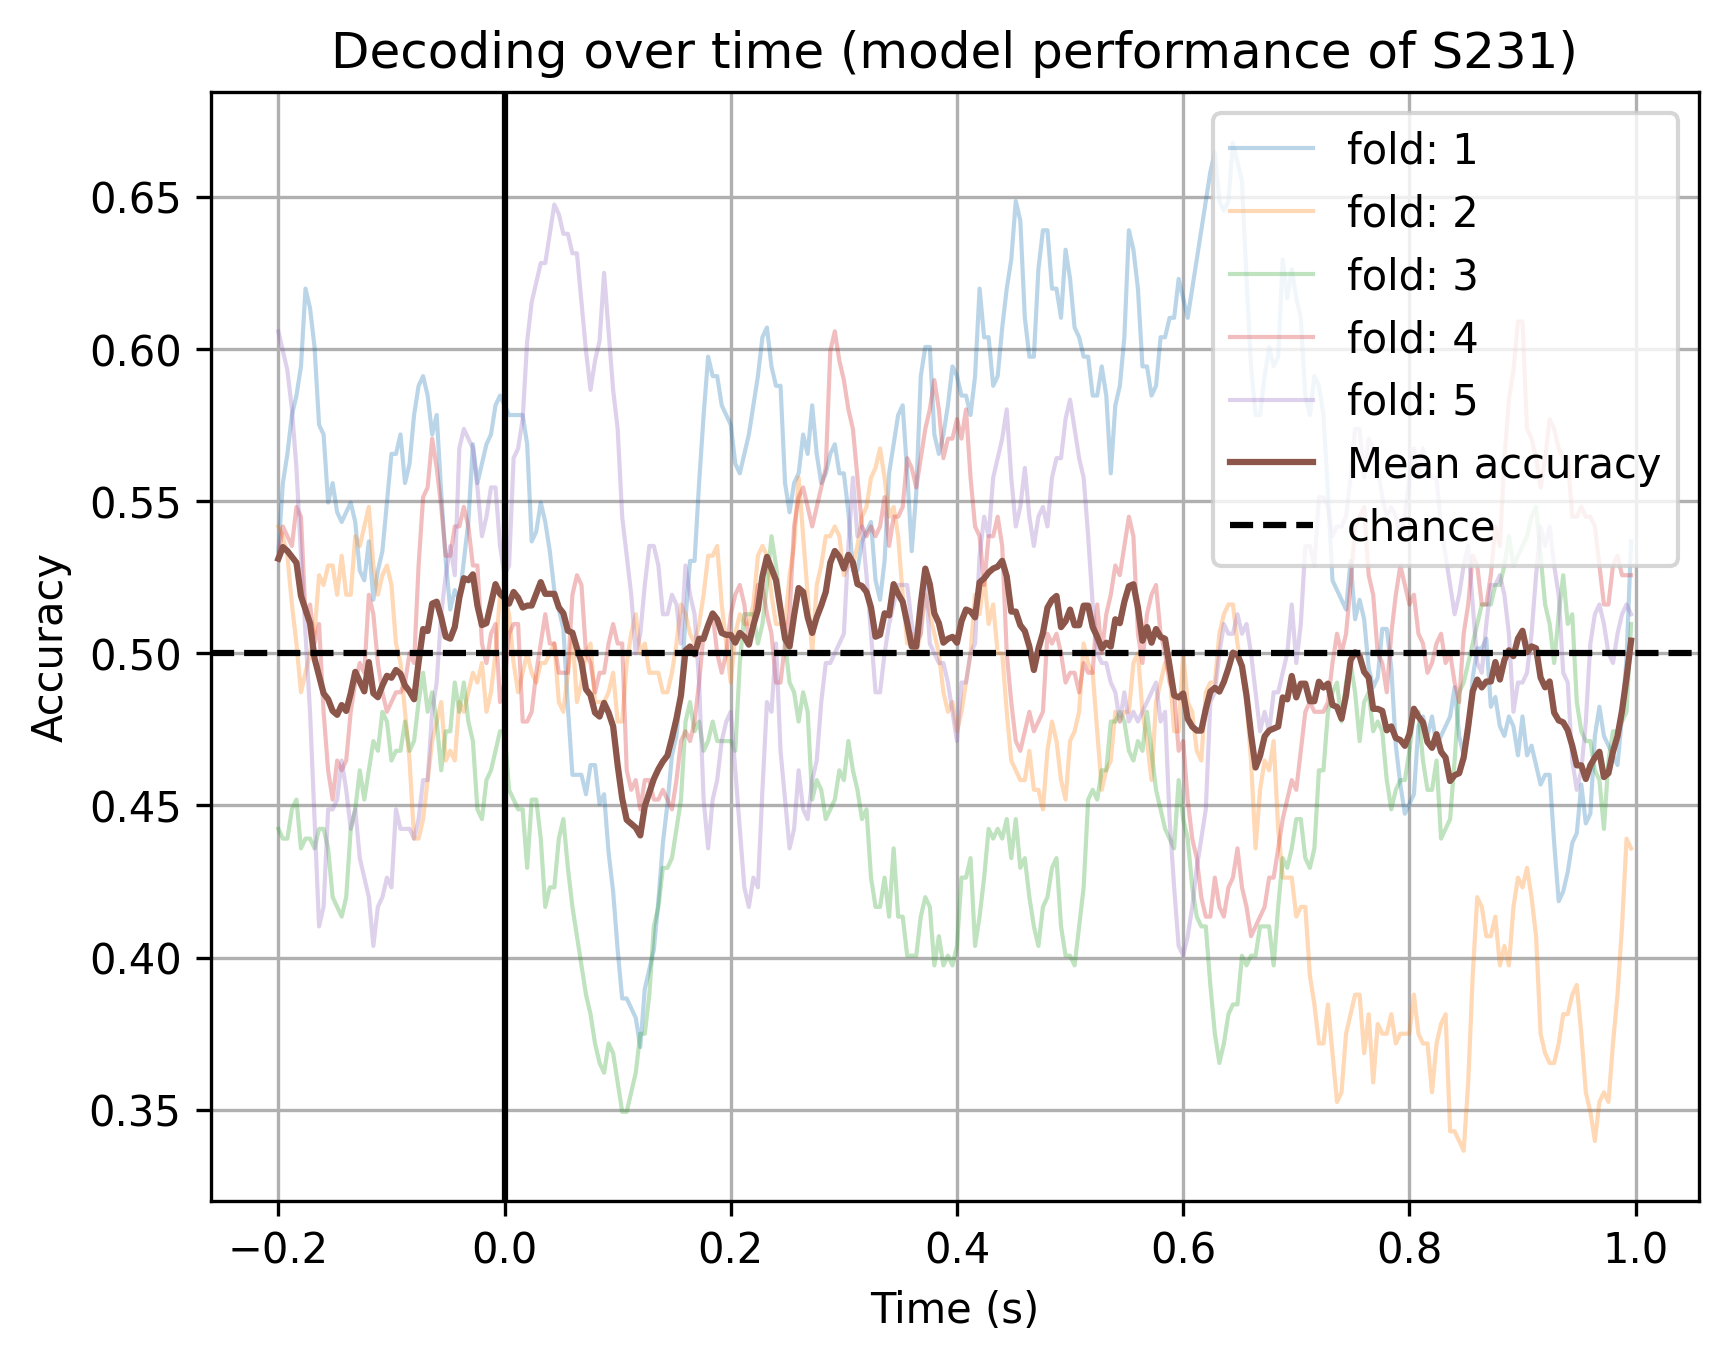 Decoding over time (model performance of S231)
fold: 1
fold: 2
fold: 3
fold: 4
fold: 5
Mean accuracy
chance
Accuracy
0.65
0.60
0.55
0.50
0.45
0.40
0.35
−0.2 0.0 0.2 0.4 0.6 0.8 1.0
Time (s)